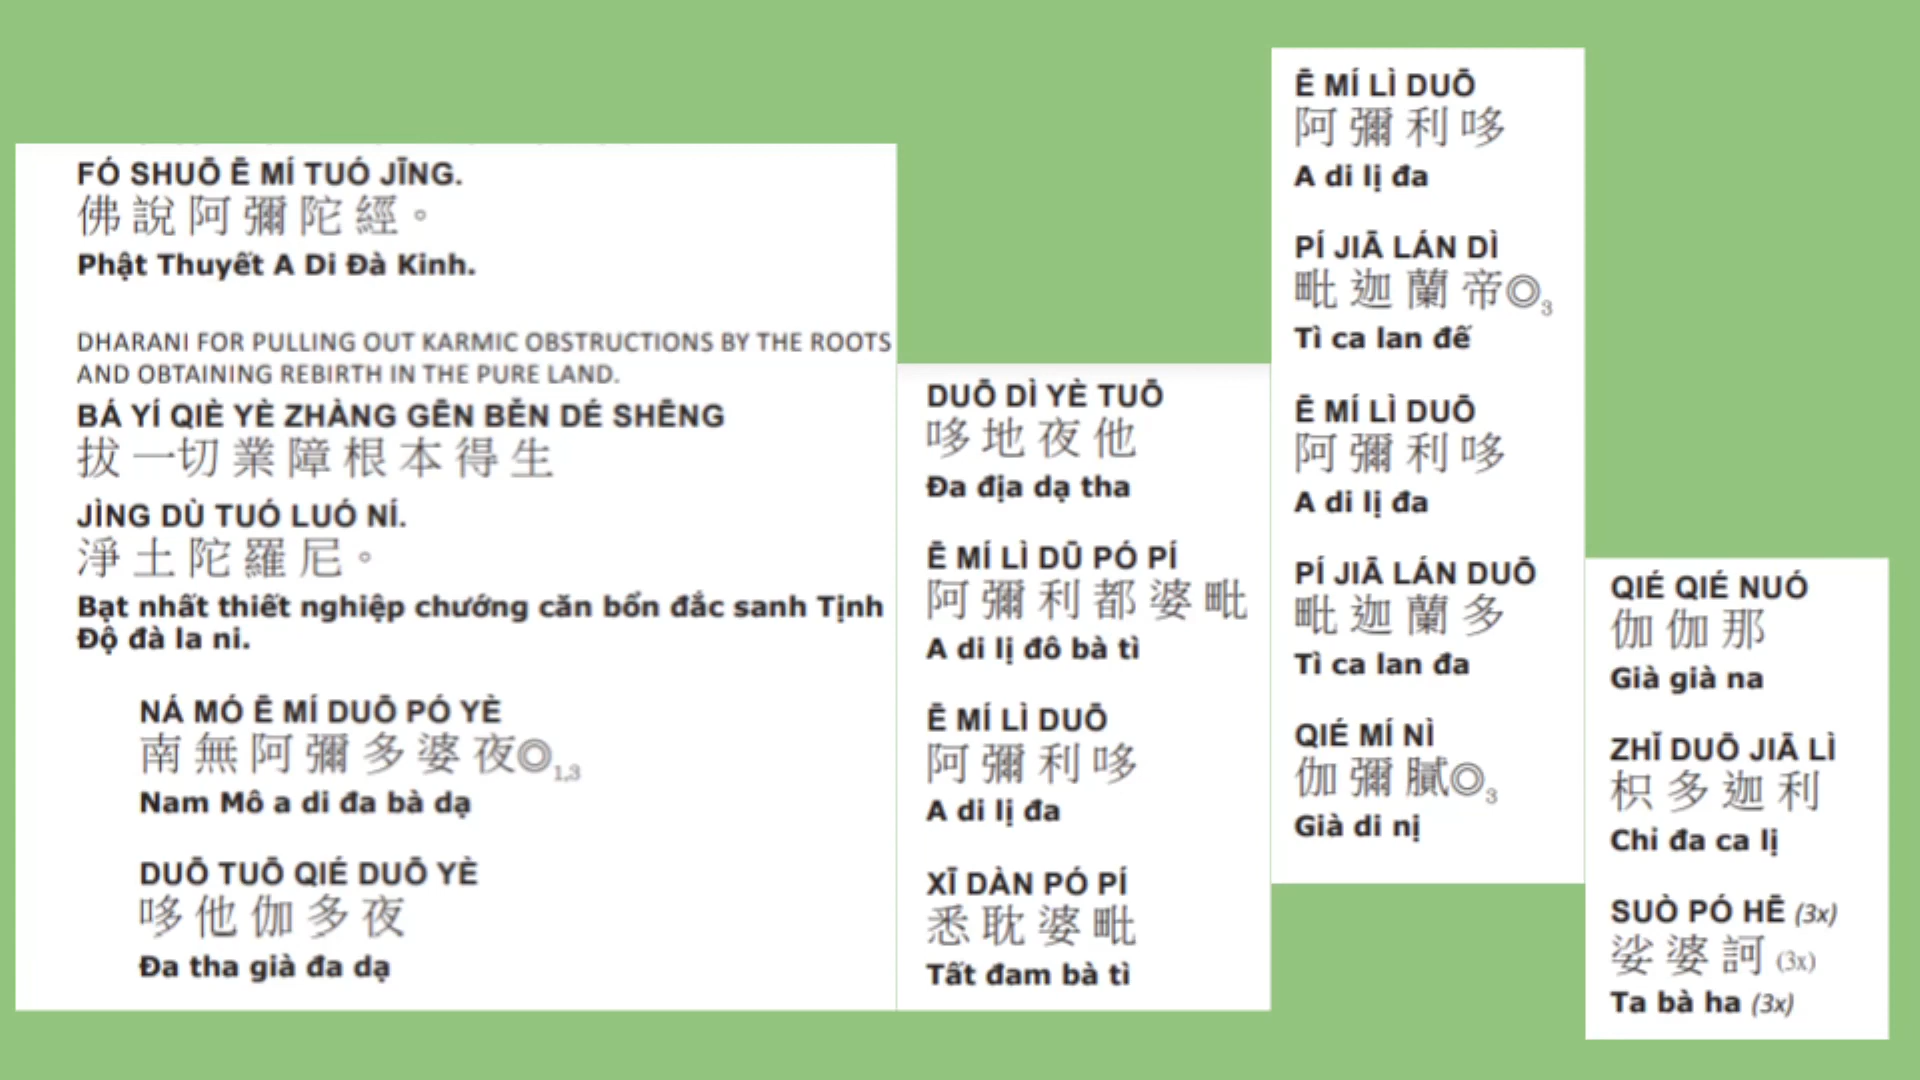 FÓ SHUŌ Ē MÍ TUÓ JĪNG.
佛說阿彌陀經。
Phật Thuyết A Di Đà Kinh.
DHARANI FOR PULLING OUT KARMIC OBSTRUCTIONS BY THE ROOTS
AND OBTAINING REBIRTH IN THE PURE LAND.
BÁ YÍ QIÈ YÈ ZHÀNG GĒN BĚN DÉ SHĒNG
拔一切業障根本得生
JÌNG DÙ TUÓ LUÓ NÍ.
淨土陀羅尼。
Bạt nhất thiết nghiệp chướng căn bổn đắc sanh Tịnh
Độ đà la ni.
NÁ MÓ Ē MÍ DUŌ PÓ YÈ
南無阿彌多婆夜◎1,3
Nam Mô a di đa bà dạ
DUŌ TUŌ QIÉ DUŌ YÈ
哆他伽多夜
Đa tha già đa dạ
DUŌ DÌ YÈ TUŌ
哆地夜他
Đa địa dạ tha
Ē MÍ LÌ DŪ PÓ PÍ
阿彌利都婆毗
A di lị đô bà tì
Ē MÍ LÌ DUŌ
阿彌利哆
A di lị đa
XĪ DÀN PÓ PÍ
悉耽婆毗
Tất đam bà tì
Ē MÍ LÌ DUŌ
阿彌利哆
A di lị đa
PÍ JIĀ LÁN DÌ
毗迦蘭帝◎3
Tì ca lan đế
Ē MÍ LÌ DUŌ
阿彌利哆
A di lị đa
PÍ JIĀ LÁN DUŌ
毗迦蘭多
Tì ca lan đa
QIÉ MÍ NÌ
伽彌膩◎3
Già di nị
QIÉ QIÉ NUÓ
伽伽那
Già già na
ZHǏ DUŌ JIĀ LÌ
枳多迦利
Chỉ đa ca lị
SUÒ PÓ HĒ (3x)
娑婆訶 (3x)
Ta bà ha (3x)